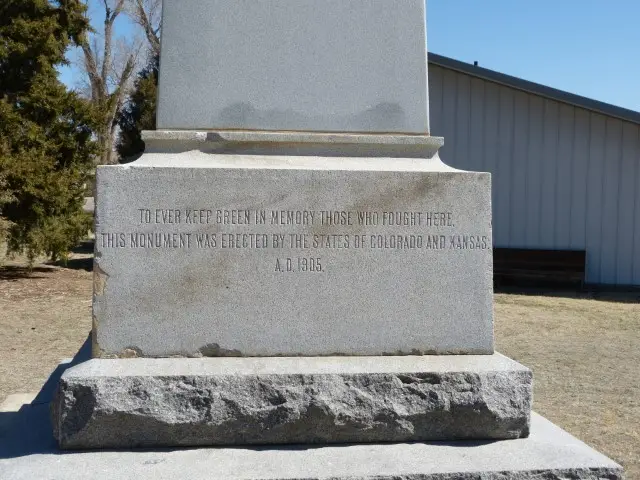 TO EVER KEEP GREEN IN MEMORY THOSE WHO FOUGHT HERE,
THIS MONUMENT WAS ERECTED BY THE STATES OF COLORADO AND KANSAS.
A.D. 1905.